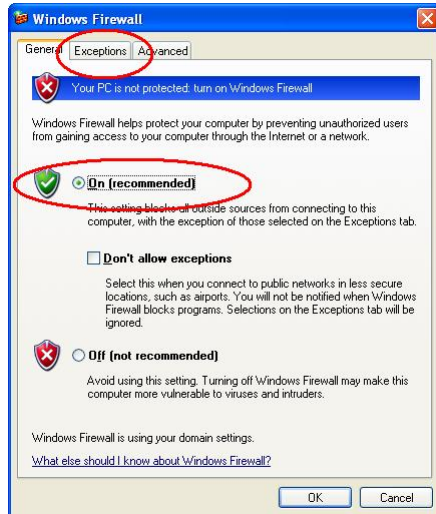 Windows Firewall
General Exceptions Advanced
Your PC is not protected: turn on Windows Firewall
Windows Firewall helps protect your computer by preventing unauthorized users
from gaining access to your computer through the Internet or a network.
On (recommended)
This setting blocks all outside sources from connecting to this
computer, with the exception of those selected on the Exceptions tab.
Don't allow exceptions
Select this when you connect to public networks in less secure
locations, such as airports. You will not be notified when Windows
Firewall blocks programs. Selections on the Exceptions tab will be
ignored.
Off (not recommended)
Avoid using this setting. Turning off Windows Firewall may make this
computer more vulnerable to viruses and intruders.
Windows Firewall is using your domain settings.
What else should I know about Windows Firewall?
OK Cancel